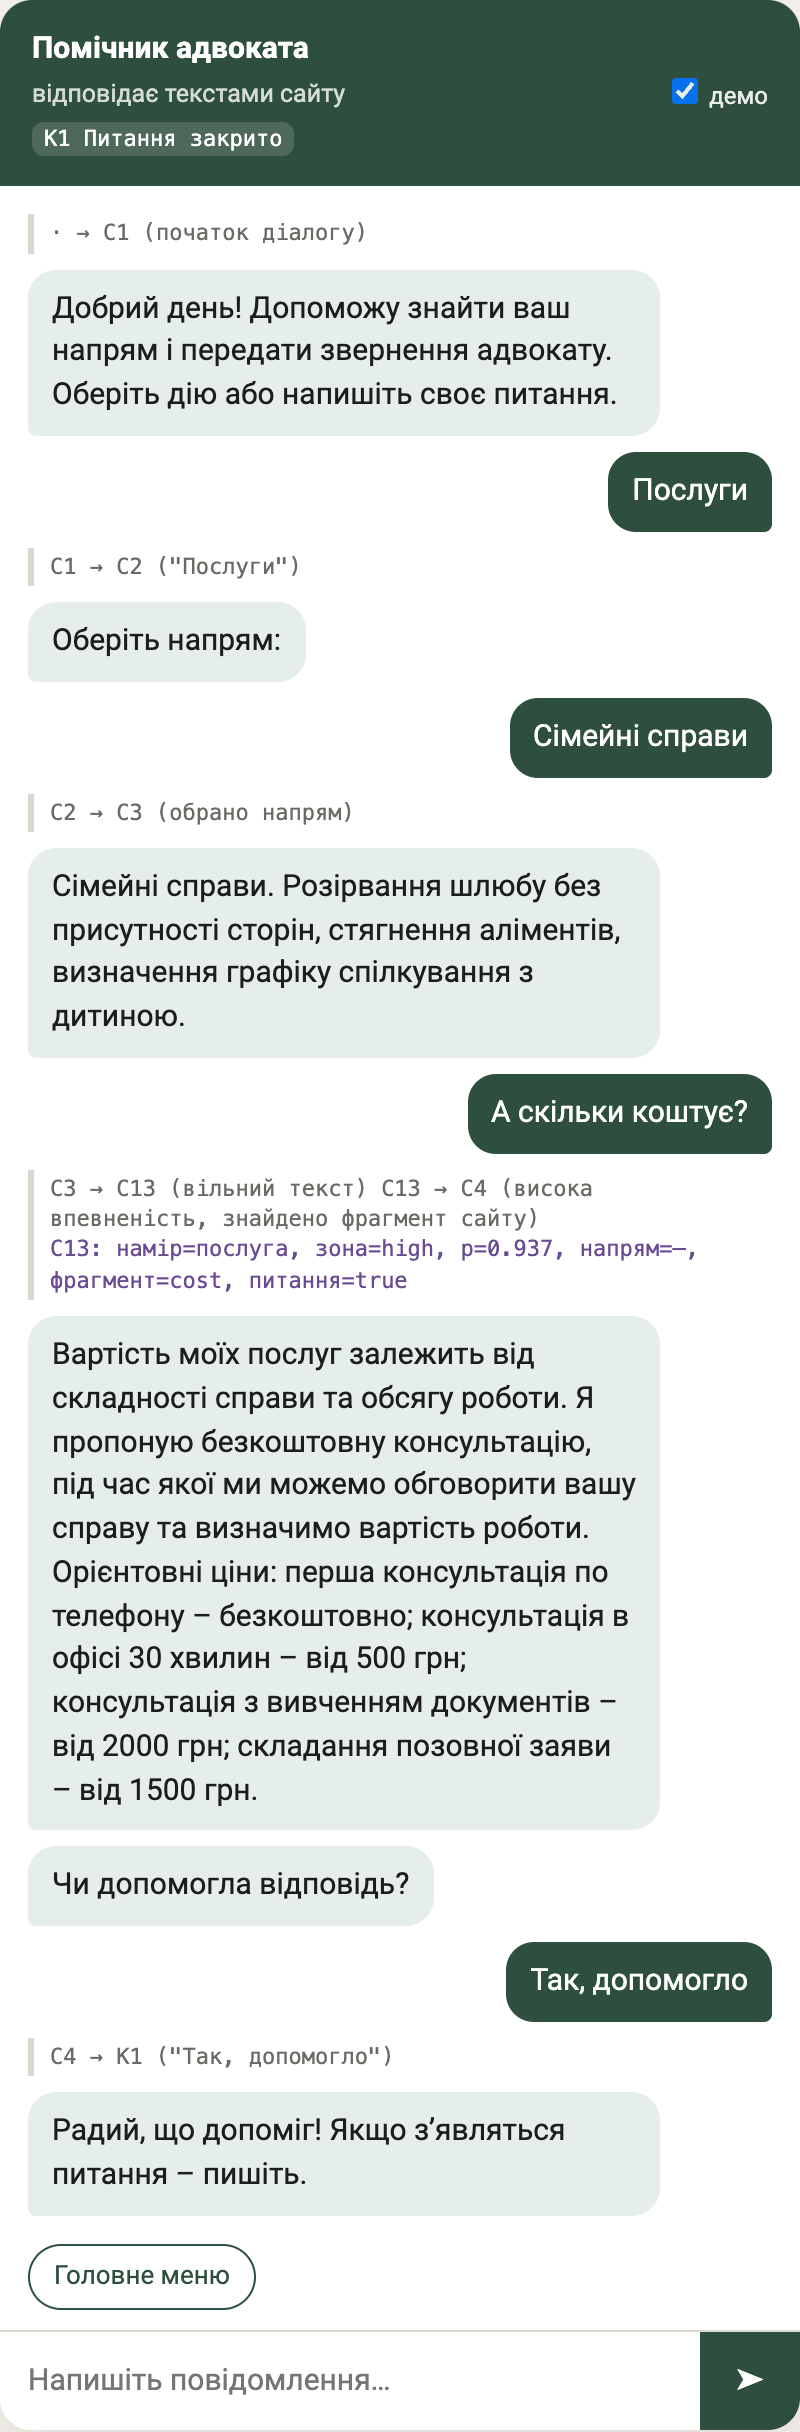 Помічник адвоката
відповідає текстами сайту
демо
К1 Питання закрито
· → С1 (початок діалогу)
Добрий день! Допоможу знайти ваш
напрям і передати звернення адвокату.
Оберіть дію або напишіть своє питання.
Послуги
С1 → С2 ("Послуги")
Оберіть напрям:
Сімейні справи
С2 → С3 (обрано напрям)
Сімейні справи. Розірвання шлюбу без
присутності сторін, стягнення аліментів,
визначення графіку спілкування з
дитиною.
А скільки коштує?
С3 → С13 (вільний текст) С13 → С4 (висока
впевненість, знайдено фрагмент сайту)
С13: намір=послуга, зона=high, p=0.937, напрям=—,
фрагмент=cost, питання=true
Вартість моїх послуг залежить від
складності справи та обсягу роботи. Я
пропоную безкоштовну консультацію,
під час якої ми можемо обговорити вашу
справу та визначимо вартість роботи.
Орієнтовні ціни: перша консультація по
телефону – безкоштовно; консультація в
офісі 30 хвилин – від 500 грн;
консультація з вивченням документів –
від 2000 грн; складання позовної заяви
– від 1500 грн.
Чи допомогла відповідь?
Так, допомогло
С4 → К1 ("Так, допомогло")
Радий, що допоміг! Якщо з’являться
питання – пишіть.
Головне меню
Напишіть повідомлення…